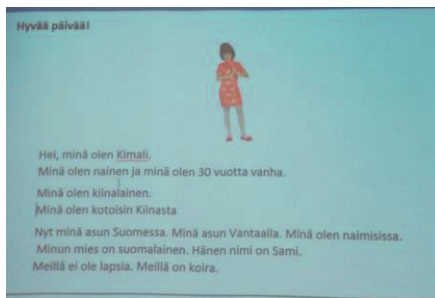 Hyvää päivää!
Hei, minä olen Kimali.
Minä olen nainen ja minä olen 30 vuotta vanha.
Minä olen kiinalainen.
Minä olen kotoisin Kiinasta.
Nyt minä asun Suomessa. Minä asun Vantaalla. Minä olen naimisissa.
Minun mies on suomalainen. Hänen nimi on Sami.
Meillä ei ole lapsia. Meillä on koira.